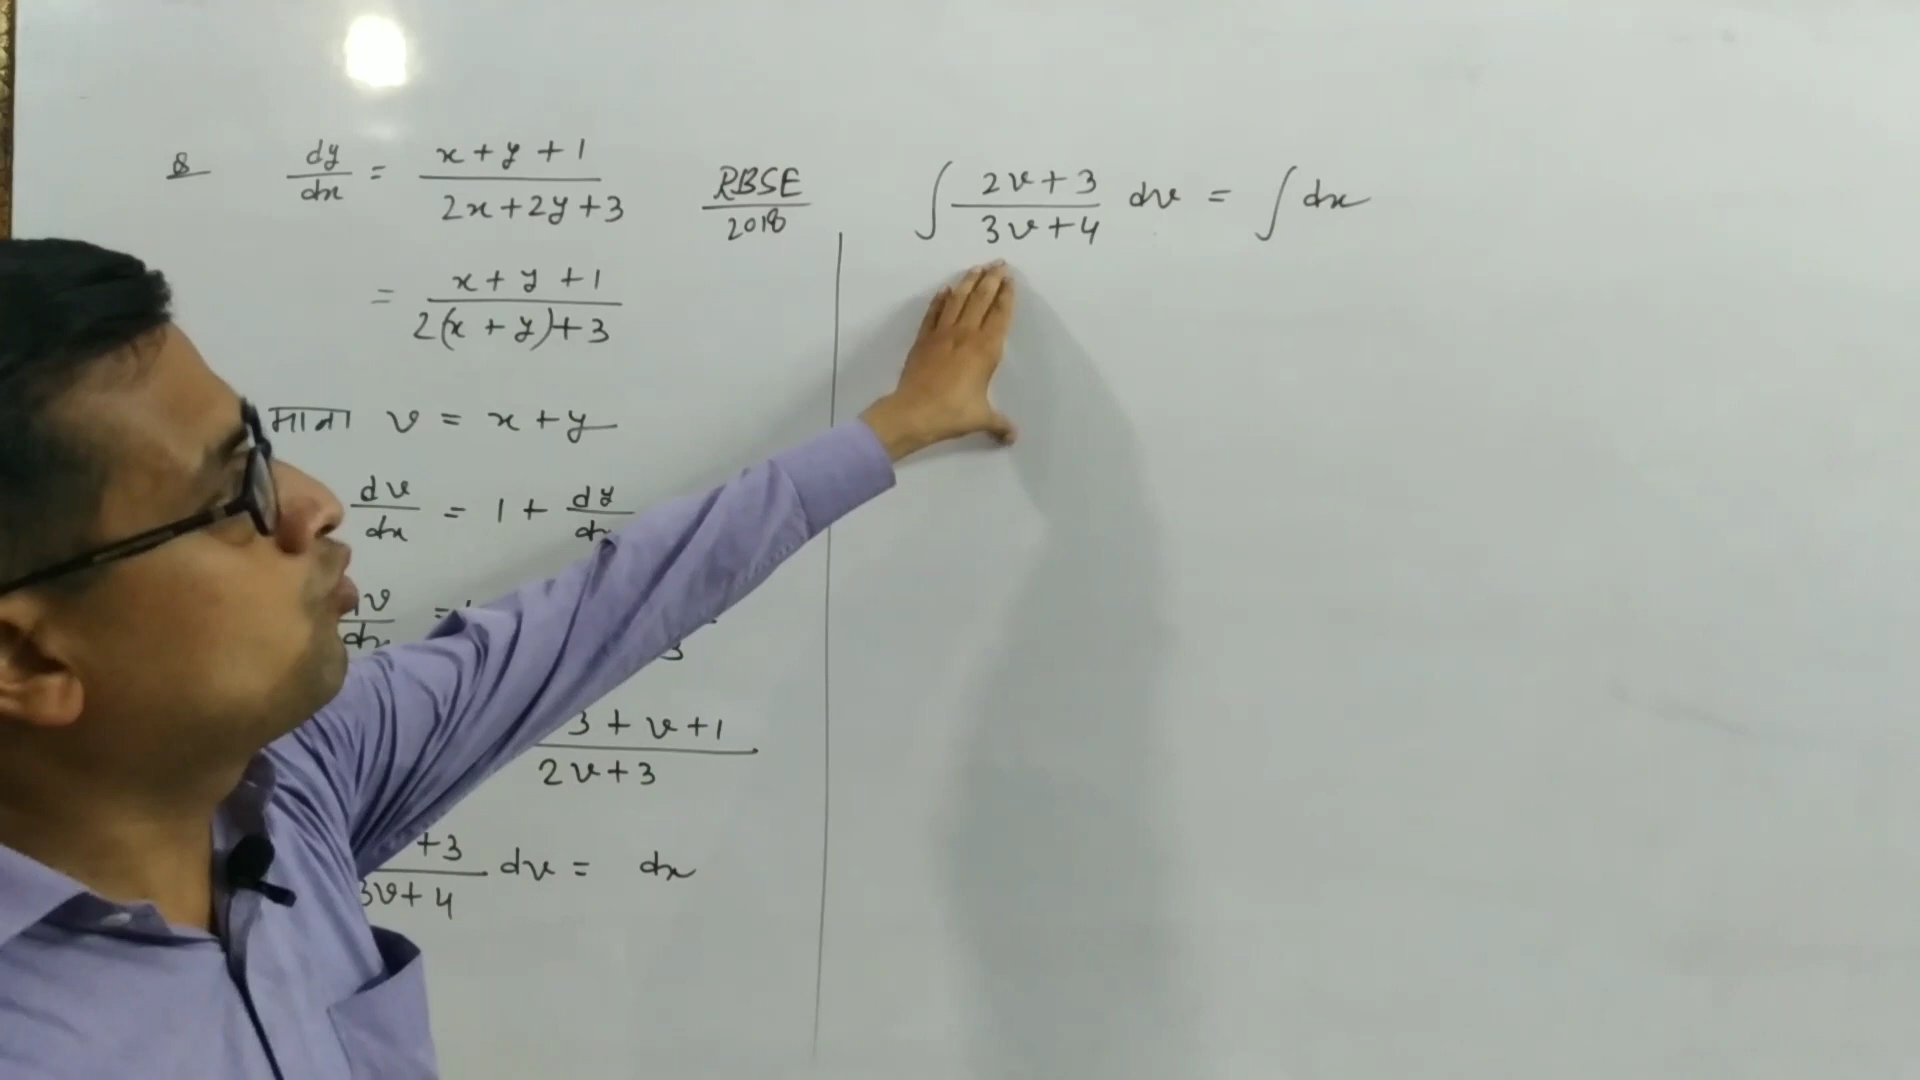 Q dy/dx = (x+y+1)/(2x+2y+3) RBSE/2018
= (x+y+1)/(2(x+y)+3)
माना v = x+y
dv/dx = 1 + dy/dx
dv/dx =
3+v+1/2v+3
+3/3v+4 dv = dx
∫ (2v+3)/(3v+4) dv = ∫ dx